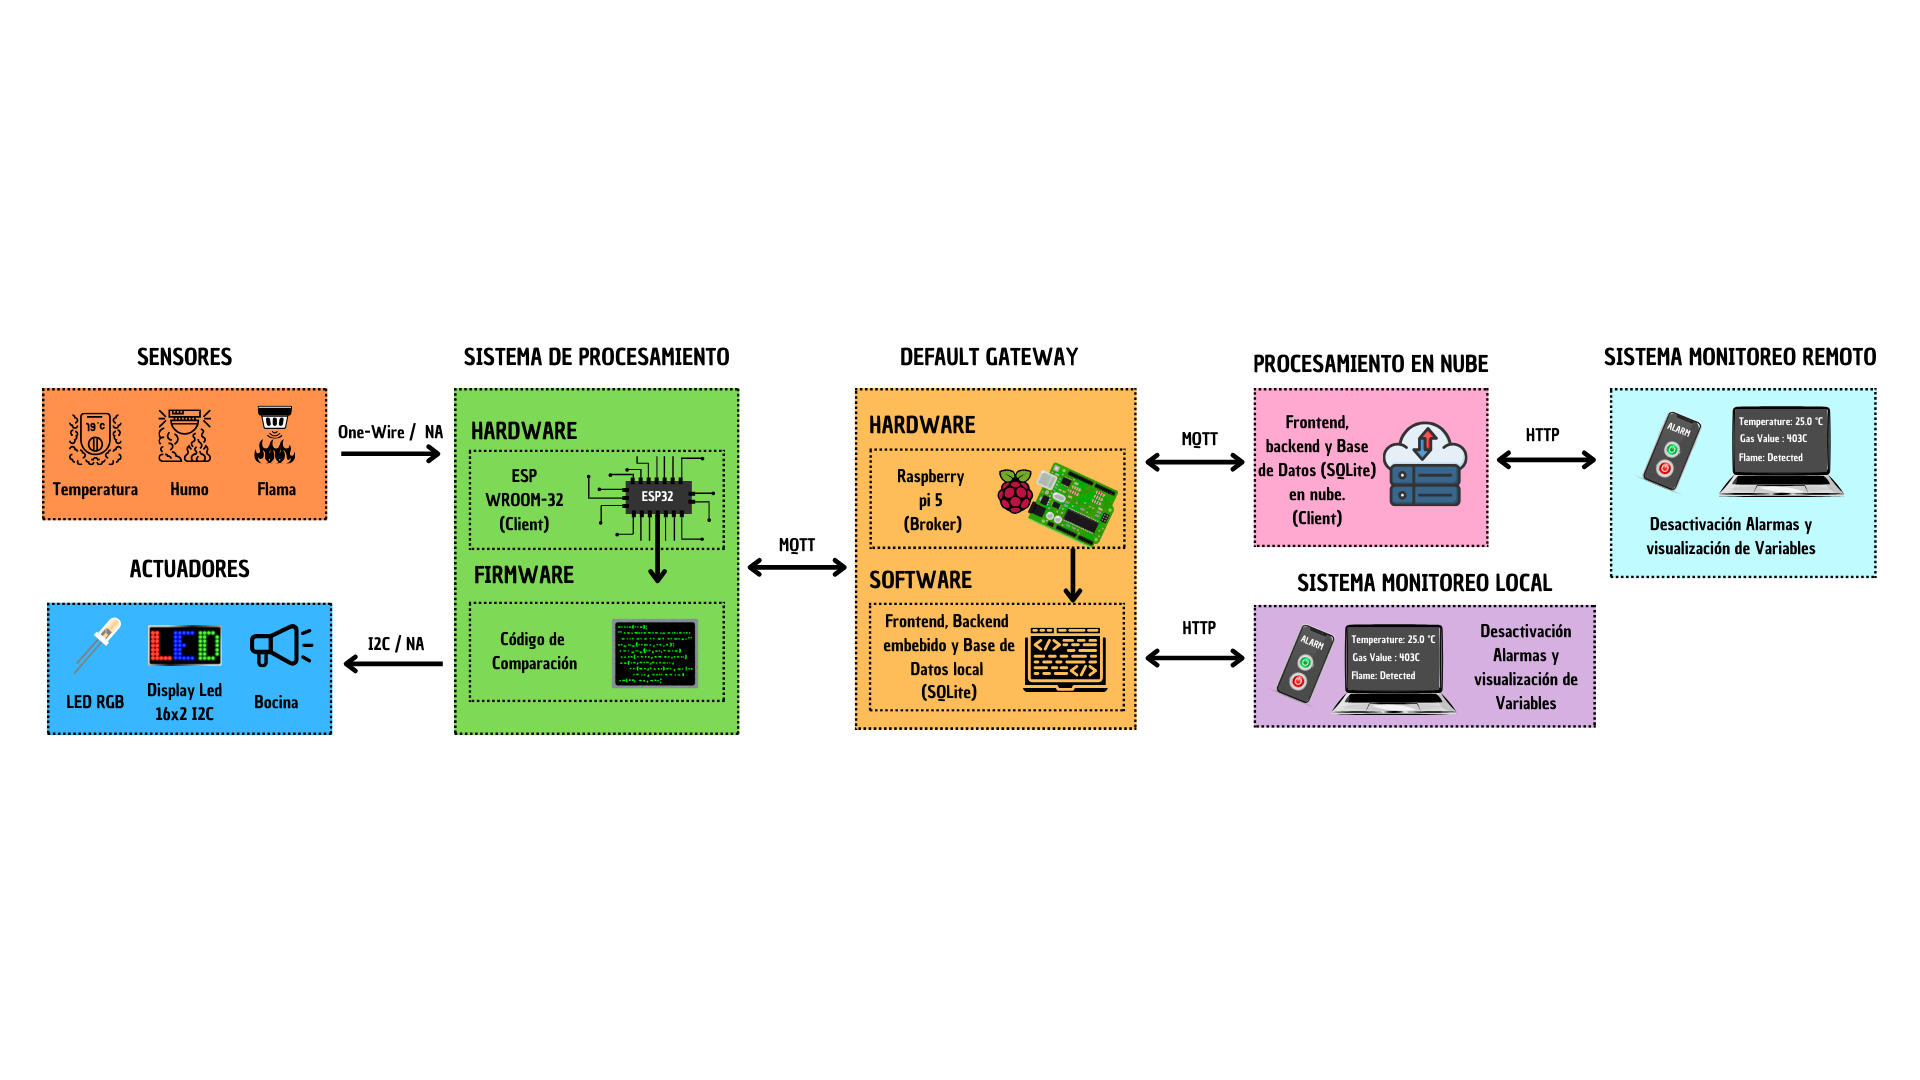 SENSORES
19°C
Temperatura
Humo
Flama
One-Wire / NA
ACTUADORES
LED
LED RGB
Display Led
16x2 I2C
Bocina
I2C / NA
SISTEMA DE PROCESAMIENTO
HARDWARE
ESP
WROOM-32
(Client)
ESP32
FIRMWARE
Código de
Comparación
MQTT
DEFAULT GATEWAY
HARDWARE
Raspberry
pi 5
(Broker)
SOFTWARE
Frontend, Backend
embebido y Base de
Datos local
(SQLite)
MQTT
HTTP
PROCESAMIENTO EN NUBE
Frontend,
backend y Base
de Datos (SQLite)
en nube.
(Client)
HTTP
SISTEMA MONITOREO REMOTO
ALARM
Temperature: 25.0 °C
Gas Value : 403C
Flame: Detected
Desactivación Alarmas y
visualización de Variables
SISTEMA MONITOREO LOCAL
ALARM
Temperature: 25.0 °C
Gas Value : 403C
Flame: Detected
Desactivación
Alarmas y
visualización de
Variables